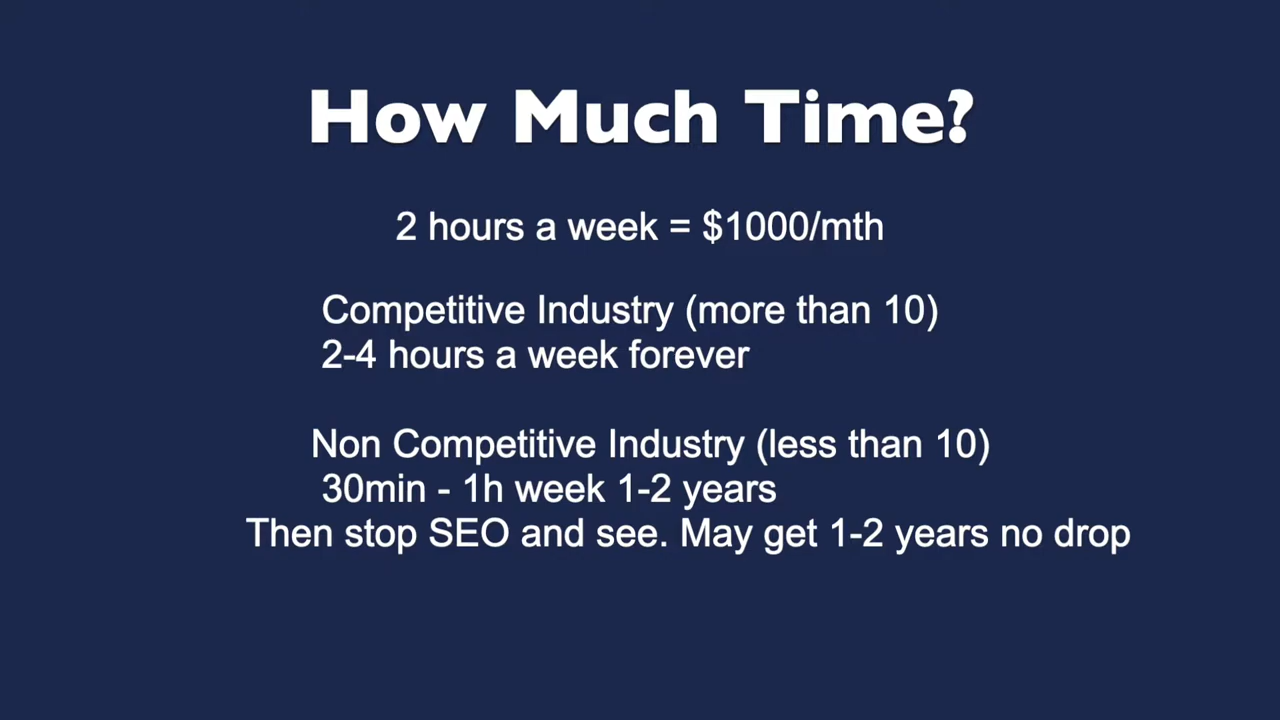 How Much Time?
2 hours a week = $1000/mth
Competitive Industry (more than 10)
2-4 hours a week forever
Non Competitive Industry (less than 10)
30min - 1h week 1-2 years
Then stop SEO and see. May get 1-2 years no drop